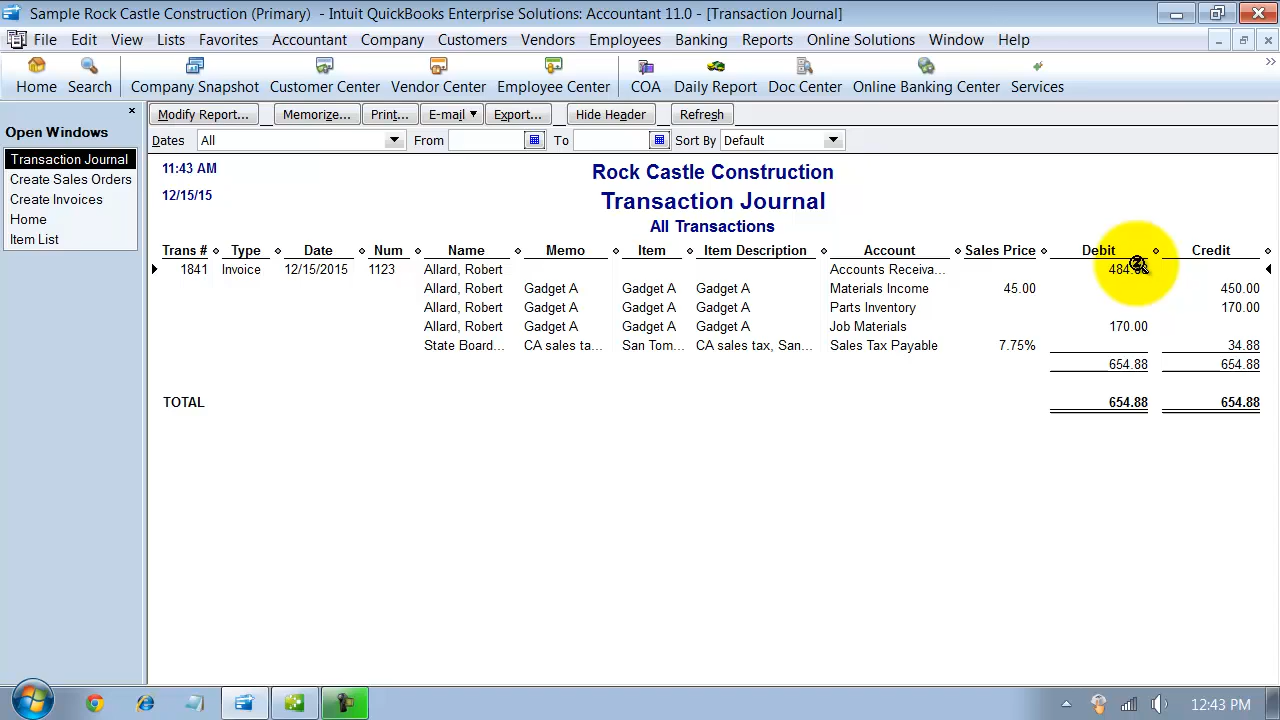 Sample Rock Castle Construction (Primary) - Intuit QuickBooks Enterprise Solutions: Accountant 11.0 - [Transaction Journal]
File Edit View Lists Favorites Accountant Company Customers Vendors Employees Banking Reports Online Solutions Window Help
Home Search Company Snapshot Customer Center Vendor Center Employee Center COA Daily Report Doc Center Online Banking Center Services
Open Windows
Transaction Journal
Create Sales Orders
Create Invoices
Home
Item List
Modify Report... Memorize... Print... E-mail Export... Hide Header Refresh
Dates All From To Sort By Default
11:43 AM
12/15/15
Rock Castle Construction
Transaction Journal
All Transactions
Trans # Type Date Num Name Memo Item Item Description Account Sales Price Debit Credit
1841 Invoice 12/15/2015 1123 Allard, Robert Accounts Receiva...
Allard, Robert Gadget A Gadget A Gadget A Materials Income 45.00 450.00
Allard, Robert Gadget A Gadget A Gadget A Parts Inventory 170.00
Allard, Robert Gadget A Gadget A Gadget A Job Materials 170.00
State Board... CA sales ta... San Tom... CA sales tax, San... Sales Tax Payable 7.75% 34.88
654.88 654.88
TOTAL 654.88 654.88
12:43 PM